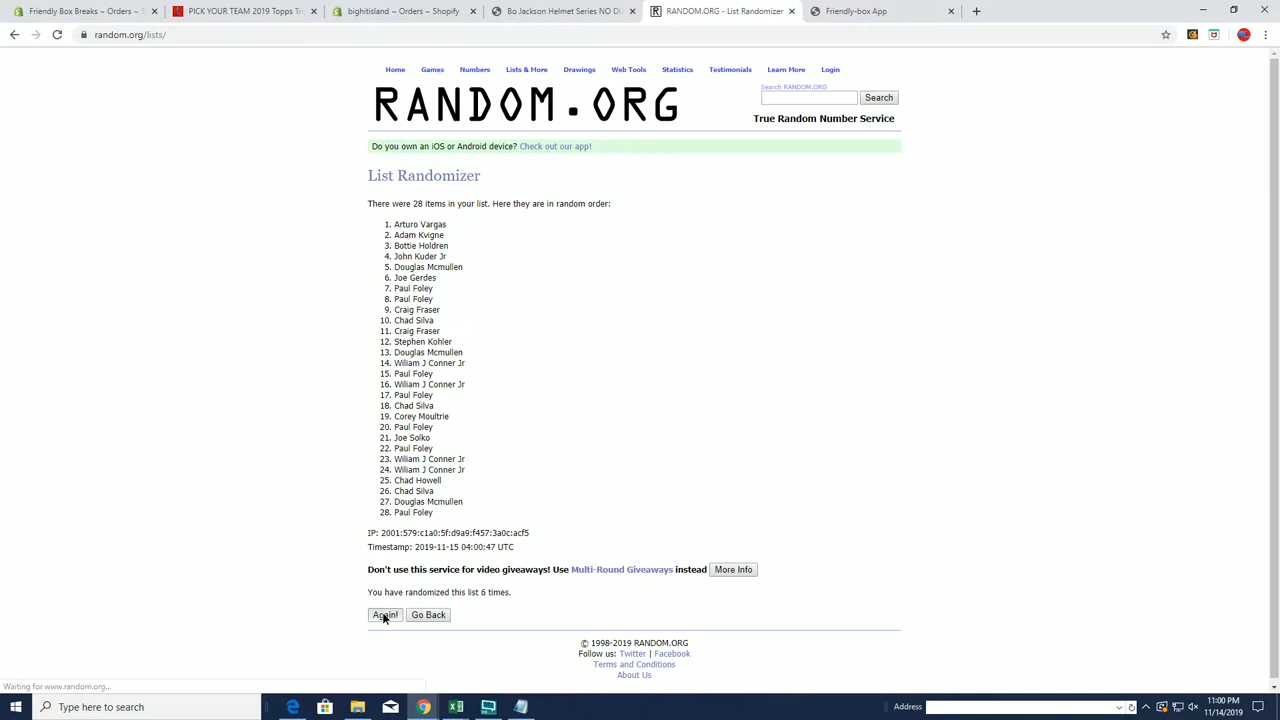 Friendly Box Breaks ~ Orders ~ S
PICK YOUR TEAM 2019 Topps T
bighitislandny ~ Orders ~ Shopify
Bo Jackson Helmet Series NO DU
RANDOM.ORG - List Randomizer
Friendly-box App
random.org/lists/
Home Games Numbers Lists & More Drawings Web Tools Statistics Testimonials Learn More Login
RANDOM.ORG
Search RANDOM.ORG
Search
True Random Number Service
Do you own an iOS or Android device? Check out our app!
List Randomizer
There were 28 items in your list. Here they are in random order:
1. Arturo Vargas
2. Adam Kvigne
3. Bottie Holdren
4. John Kuder Jr
5. Douglas Mcmullen
6. Joe Gerdes
7. Paul Foley
8. Paul Foley
9. Craig Fraser
10. Chad Silva
11. Craig Fraser
12. Stephen Kohler
13. Douglas Mcmullen
14. Wiliam J Conner Jr
15. Paul Foley
16. Wiliam J Conner Jr
17. Paul Foley
18. Chad Silva
19. Corey Moultrie
20. Paul Foley
21. Joe Solko
22. Paul Foley
23. Wiliam J Conner Jr
24. Wiliam J Conner Jr
25. Chad Howell
26. Chad Silva
27. Douglas Mcmullen
28. Paul Foley
IP: 2001:579:c1a0:5f:d9a9:f457:3a0c:acf5
Timestamp: 2019-11-15 04:00:47 UTC
Don't use this service for video giveaways! Use Multi-Round Giveaways instead More Info
You have randomized this list 6 times.
Again! Go Back
© 1998-2019 RANDOM.ORG
Follow us: Twitter | Facebook
Terms and Conditions
About Us
Waiting for www.random.org...
Type here to search
Address
11:00 PM
11/14/2019